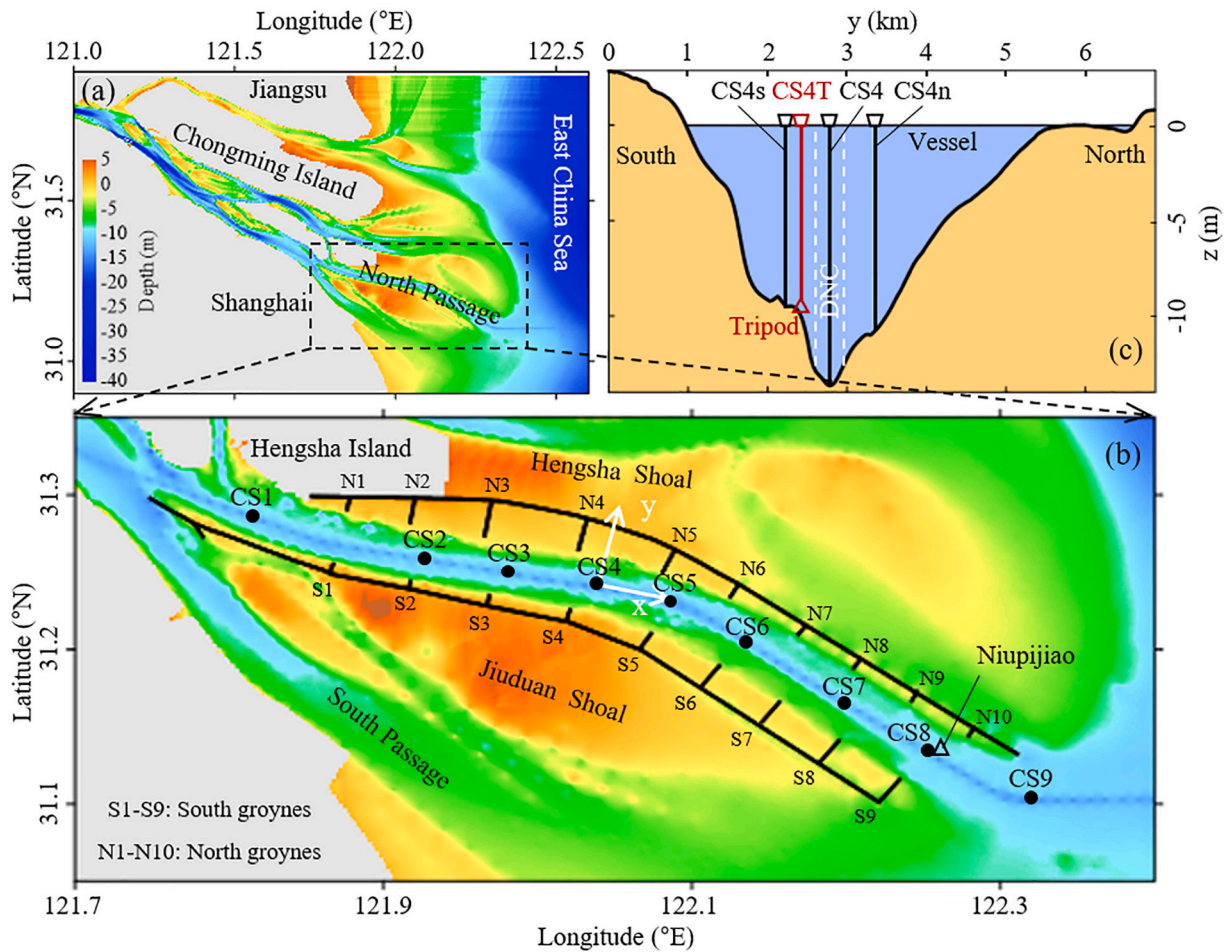 Longitude (°E)
121.0 121.5 122.0 122.5
(a)
Jiangsu
Chongming Island
East China Sea
North Passage
Shanghai
5
0
-5
-10
-15
-20
-25
-30
-35
-40
Depth (m)
Latitude (°N)
31.5
31.0
y (km)
0 1 2 3 4 5 6
CS4s CS4T CS4 CS4n
South
Vessel
North
DNC
Tripod
(c)
0
-5
-10
z (m)
(b)
Hengsha Island
Hengsha Shoal
N1 N2 N3 N4 N5 N6 N7 N8 N9 N10
y
x
CS1 CS2 CS3 CS4 CS5 CS6 CS7 CS8 CS9
Niupijiao
S1 S2 S3 S4 S5 S6 S7 S8 S9
Jiuduan Shoal
South Passage
S1-S9: South groynes
N1-N10: North groynes
Latitude (°N)
31.3
31.2
31.1
121.7 121.9 122.1 122.3
Longitude (°E)